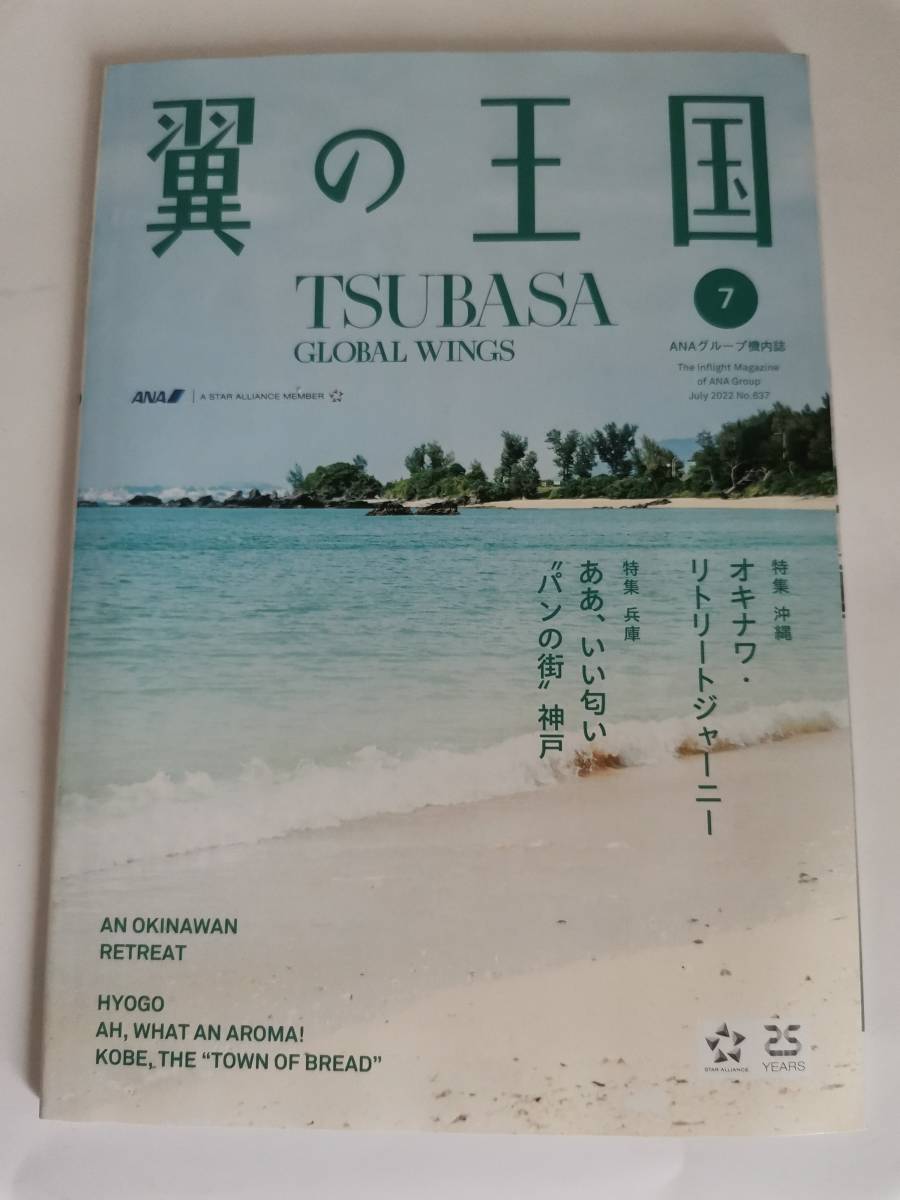 翼の王国
TSUBASA
GLOBAL WINGS
7
ANAグループ機内誌
The Inflight Magazine
of ANA Group
July 2022 No.637
ANA
A STAR ALLIANCE MEMBER
特集 沖縄
オキナワ・
リトリートジャーニー
特集 兵庫
ああ、いい匂い
〝パンの街〟神戸
AN OKINAWAN
RETREAT
HYOGO
AH, WHAT AN AROMA!
KOBE, THE “TOWN OF BREAD”
STAR ALLIANCE
25
YEARS